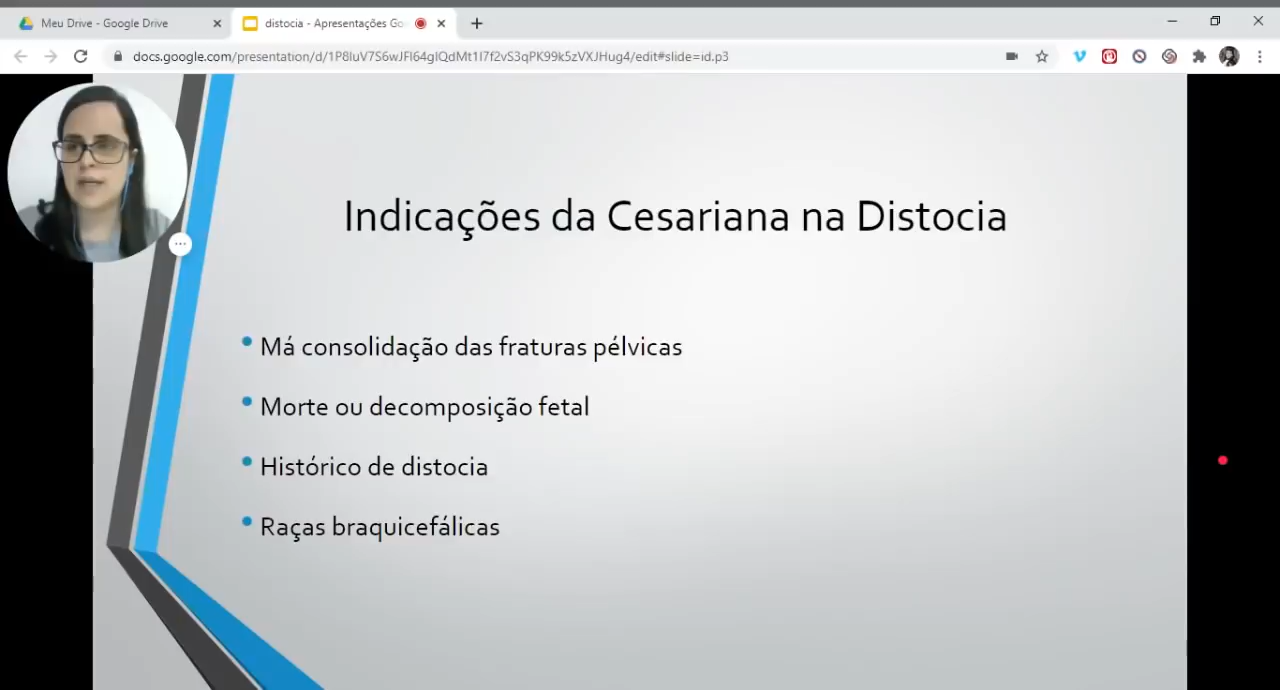 Meu Drive - Google Drive
distocia - Apresentações Go
docs.google.com/presentation/d/1P8luV7S6wJFl64glQdMt1l7f2vS3qPK99k5zVXJHug4/edit#slide=id.p3
Indicações da Cesariana na Distocia
Má consolidação das fraturas pélvicas
Morte ou decomposição fetal
Histórico de distocia
Raças braquicefálicas